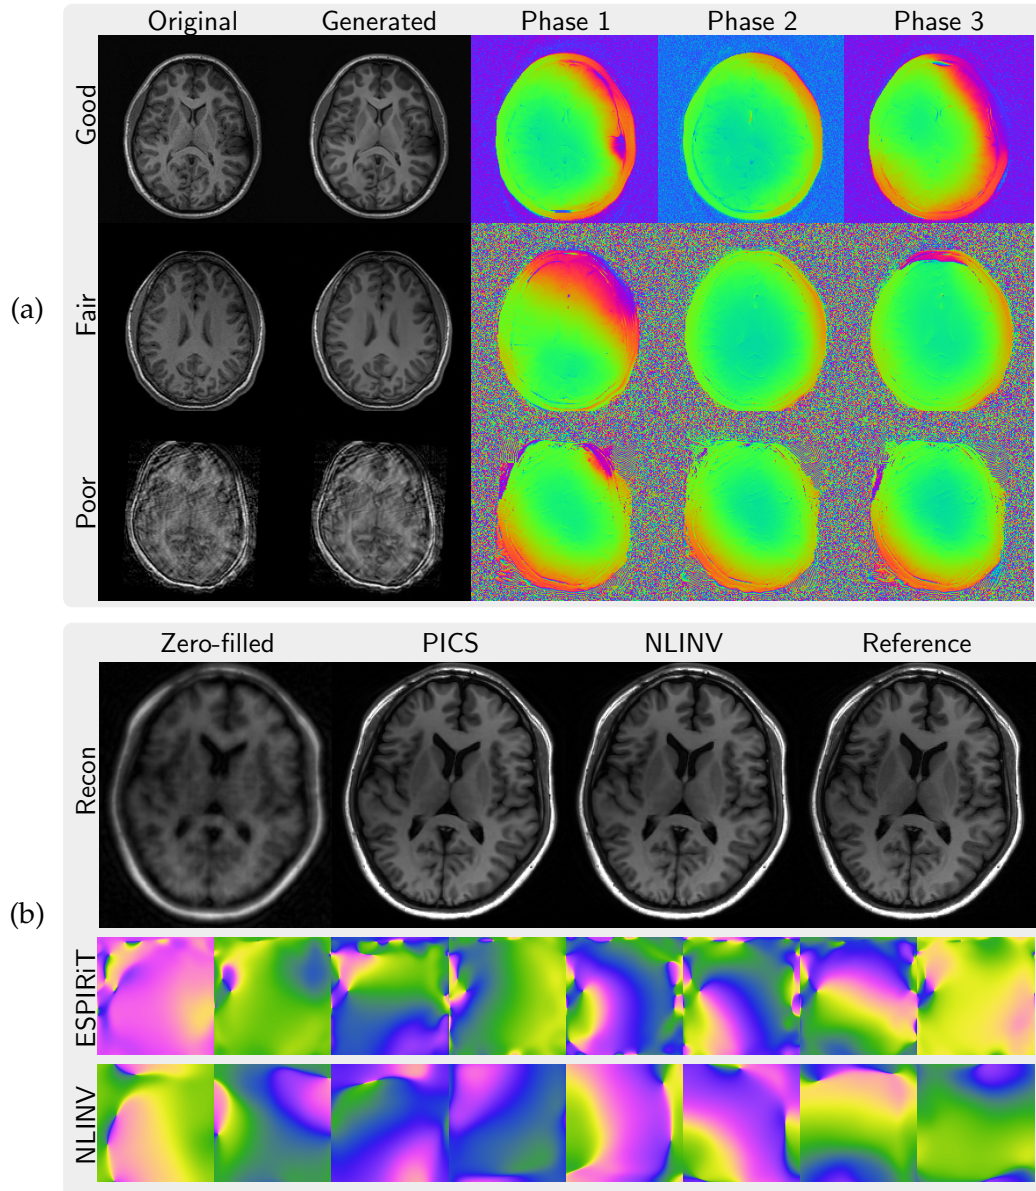 Original Generated Phase 1 Phase 2 Phase 3
Good
(a)
Fair
Poor
Zero-filled PICS NLINV Reference
Recon
(b)
ESPIRiT
NLINV